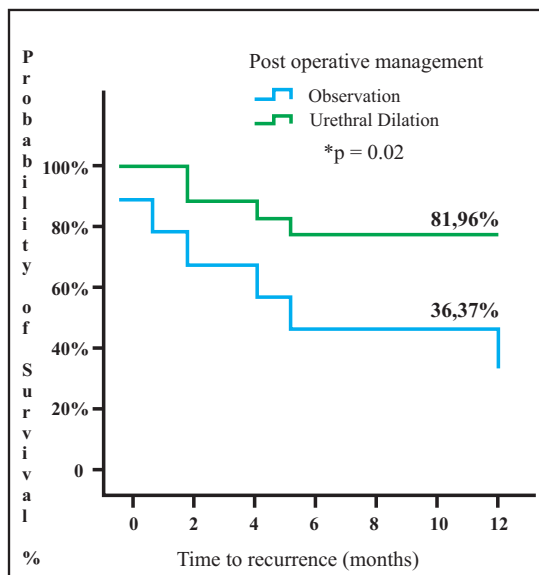 Probability of Survival %
Post operative management
Observation
Urethral Dilation
*p = 0.02
100%
80%
60%
40%
20%
0
81,96%
36,37%
0 2 4 6 8 10 12
Time to recurrence (months)